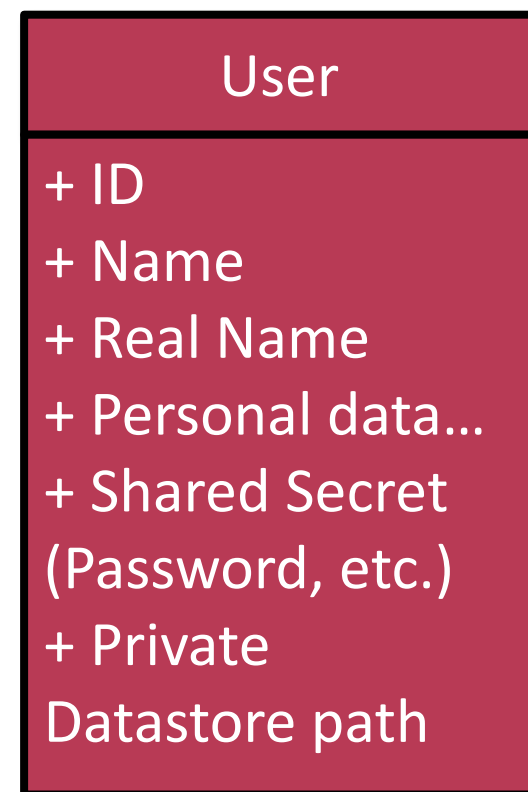 User
+ ID
+ Name
+ Real Name
+ Personal data…
+ Shared Secret
(Password, etc.)
+ Private
Datastore path